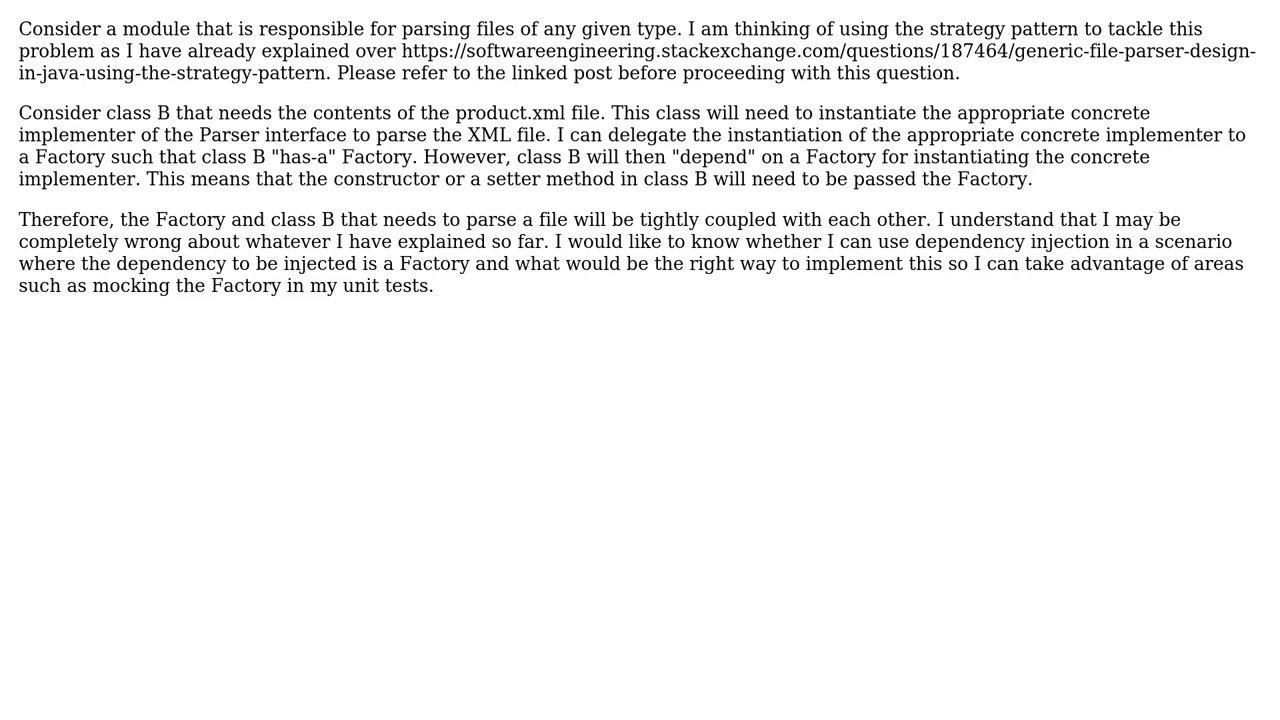 Consider a module that is responsible for parsing files of any given type. I am thinking of using the strategy pattern to tackle this
problem as I have already explained over https://softwareengineering.stackexchange.com/questions/187464/generic-file-parser-design-
in-java-using-the-strategy-pattern. Please refer to the linked post before proceeding with this question.
Consider class B that needs the contents of the product.xml file. This class will need to instantiate the appropriate concrete
implementer of the Parser interface to parse the XML file. I can delegate the instantiation of the appropriate concrete implementer to
a Factory such that class B "has-a" Factory. However, class B will then "depend" on a Factory for instantiating the concrete
implementer. This means that the constructor or a setter method in class B will need to be passed the Factory.
Therefore, the Factory and class B that needs to parse a file will be tightly coupled with each other. I understand that I may be
completely wrong about whatever I have explained so far. I would like to know whether I can use dependency injection in a scenario
where the dependency to be injected is a Factory and what would be the right way to implement this so I can take advantage of areas
such as mocking the Factory in my unit tests.